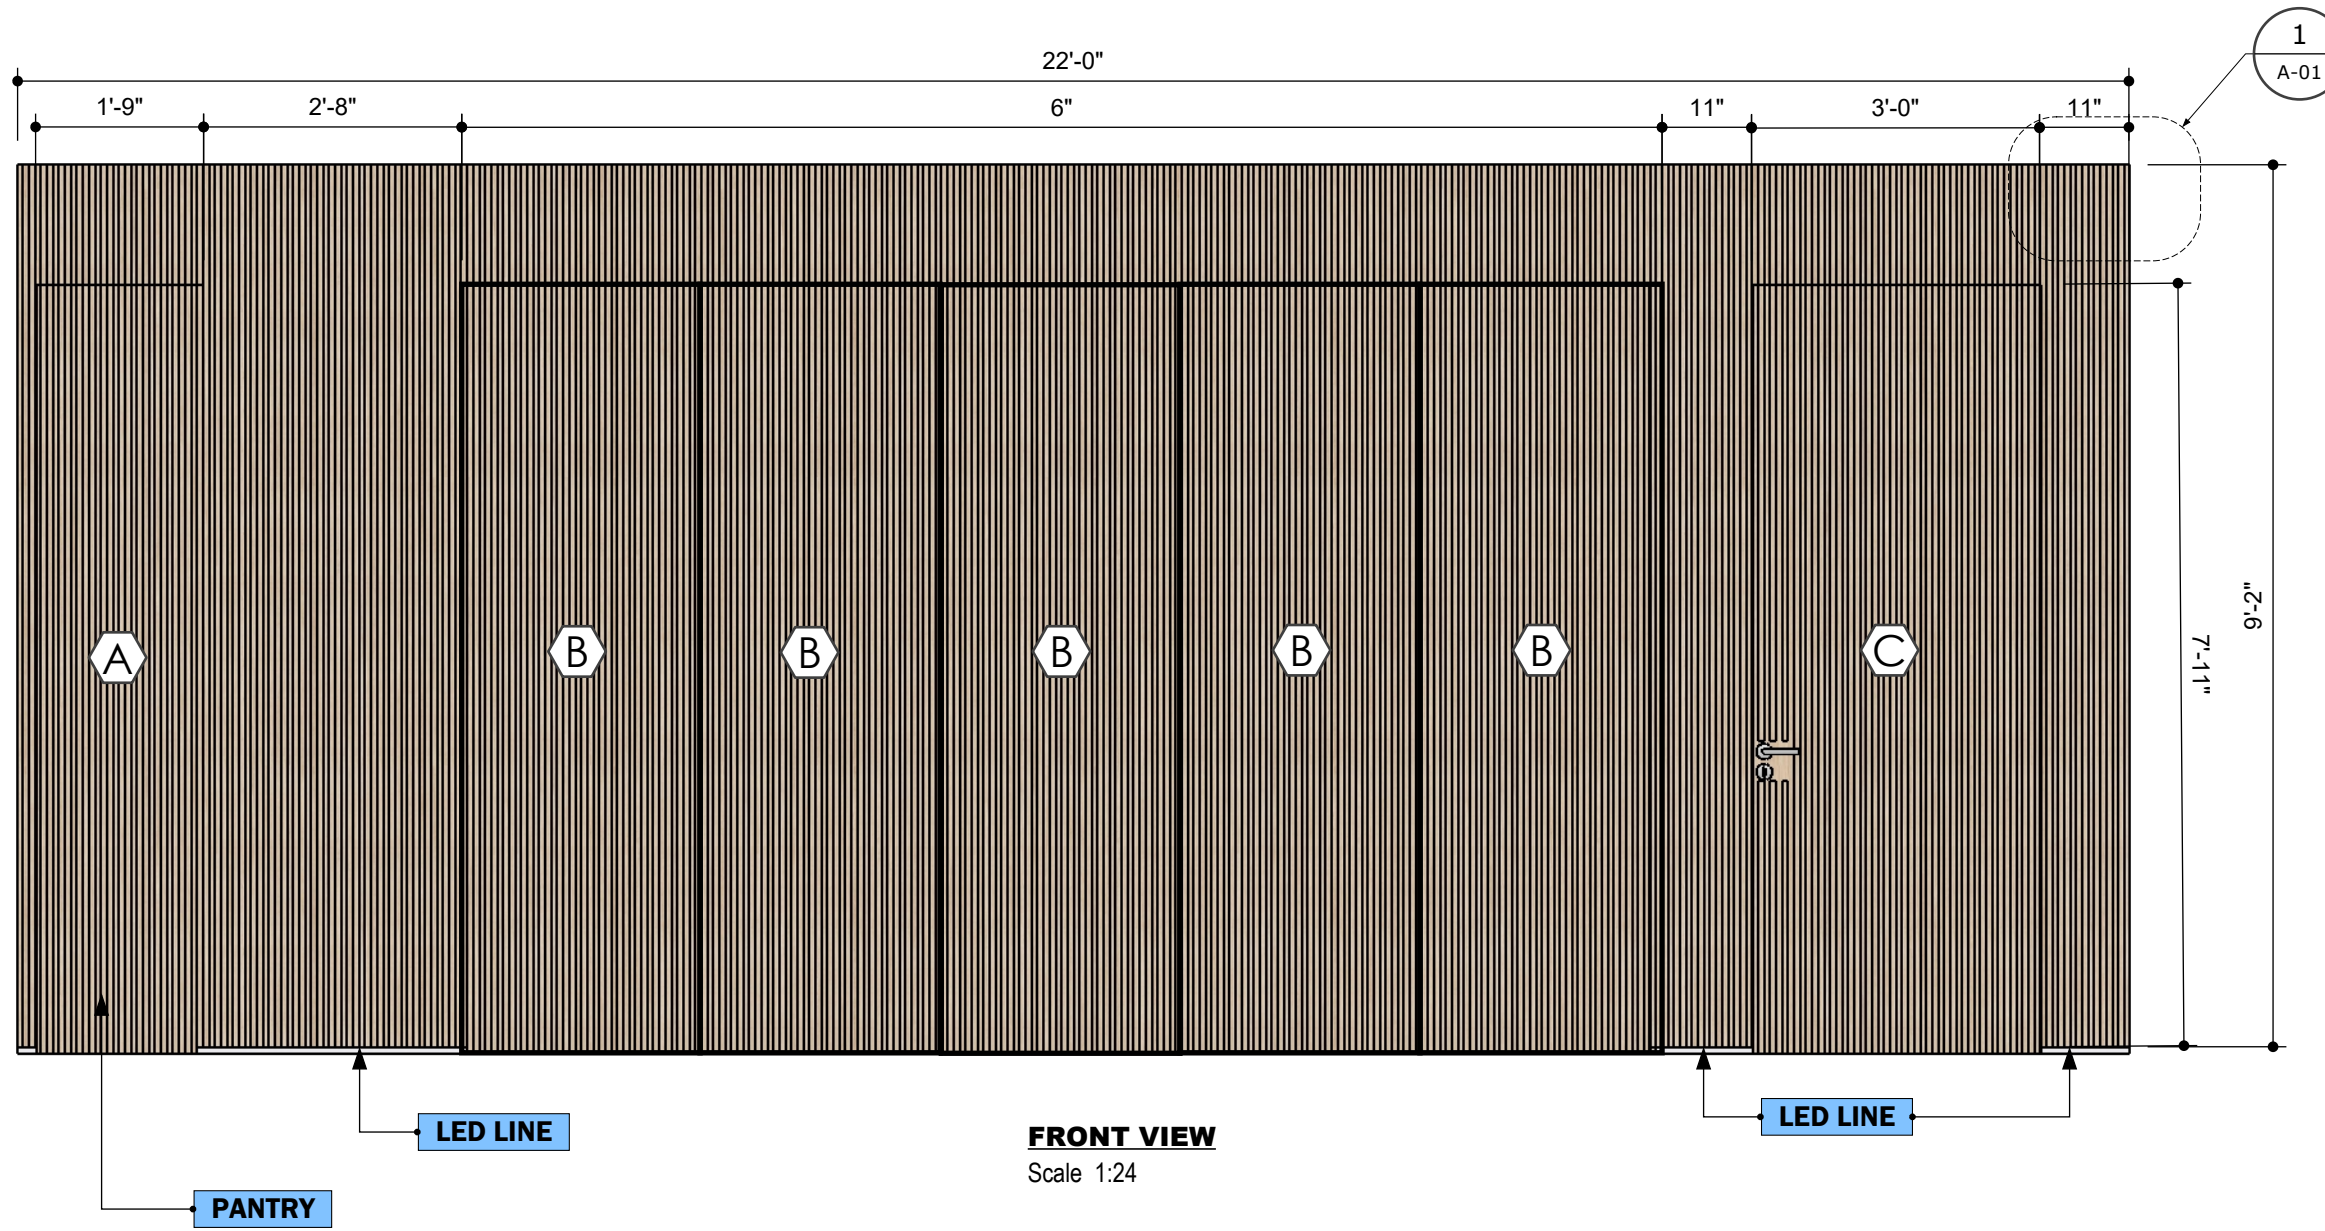 1
A-01
22'-0"
1'-9"
2'-8"
6"
11"
3'-0"
11"
A
B
B
B
B
B
C
7'-11"
9'-2"
LED LINE
LED LINE
FRONT VIEW
Scale 1:24
PANTRY